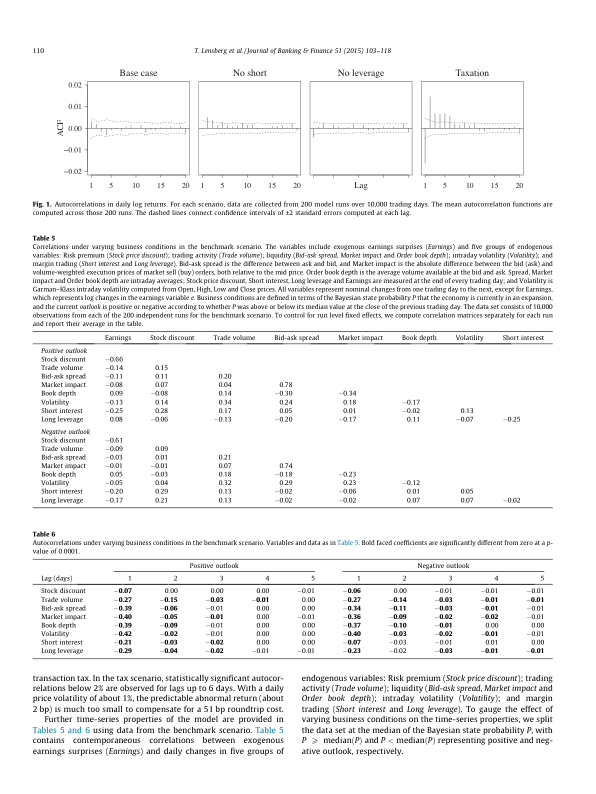 110
T. Lensberg et al. / Journal of Banking & Finance 51 (2015) 103–118
Base case No short No leverage Taxation
ACF
0.02
0.01
0.00
−0.01
−0.02
1 5 10 15 20 1 5 10 15 20 Lag 1 5 10 15 20
Fig. 1. Autocorrelations in daily log returns. For each scenario, data are collected from 200 model runs over 10,000 trading days. The mean autocorrelation functions are
computed across those 200 runs. The dashed lines connect confidence intervals of ±2 standard errors computed at each lag.
Table 5
Correlations under varying business conditions in the benchmark scenario. The variables include exogenous earnings surprises (Earnings) and five groups of endogenous
variables: Risk premium (Stock price discount); trading activity (Trade volume); liquidity (Bid-ask spread, Market impact and Order book depth); intraday volatility (Volatility); and
margin trading (Short interest and Long leverage). Bid-ask spread is the difference between ask and bid, and Market impact is the absolute difference between the bid (ask) and
volume-weighted execution prices of market sell (buy) orders, both relative to the mid price. Order book depth is the average volume available at the bid and ask. Spread, Market
impact and Order book depth are intraday averages; Stock price discount, Short interest, Long leverage and Earnings are measured at the end of every trading day; and Volatility is
Garman–Klass intraday volatility computed from Open, High, Low and Close prices. All variables represent nominal changes from one trading day to the next, except for Earnings,
which represents log changes in the earnings variable e. Business conditions are defined in terms of the Bayesian state probability P that the economy is currently in an expansion,
and the current outlook is positive or negative according to whether P was above or below its median value at the close of the previous trading day. The data set consists of 10,000
observations from each of the 200 independent runs for the benchmark scenario. To control for run level fixed effects, we compute correlation matrices separately for each run
and report their average in the table.
Earnings Stock discount Trade volume Bid-ask spread Market impact Book depth Volatility Short interest
Positive outlook
Stock discount −0.66
Trade volume −0.14 0.15
Bid-ask spread −0.11 0.11 0.20
Market impact −0.08 0.07 0.04 0.78
Book depth 0.09 −0.08 0.14 −0.30 −0.34
Volatility −0.13 0.14 0.34 0.24 0.18 −0.17
Short interest −0.25 0.28 0.17 0.05 0.01 −0.02 0.13
Long leverage 0.08 −0.06 −0.13 −0.20 −0.17 0.11 −0.07 −0.25
Negative outlook
Stock discount −0.61
Trade volume −0.09 0.09
Bid-ask spread −0.03 0.01 0.21
Market impact −0.01 −0.01 0.07 0.74
Book depth 0.05 −0.03 0.18 −0.18 −0.23
Volatility −0.05 0.04 0.32 0.29 0.23 −0.12
Short interest −0.20 0.29 0.13 −0.02 −0.06 0.01 0.05
Long leverage −0.17 0.21 0.13 −0.02 −0.02 0.07 0.07 −0.02
Table 6
Autocorrelations under varying business conditions in the benchmark scenario. Variables and data as in Table 5. Bold faced coefficients are significantly different from zero at a p-
value of 0.0001.
Positive outlook Negative outlook
Lag (days) 1 2 3 4 5 1 2 3 4 5
Stock discount −0.07 0.00 0.00 0.00 −0.01 −0.06 0.00 −0.01 −0.01 −0.01
Trade volume −0.27 −0.15 −0.03 −0.01 0.00 −0.27 −0.14 −0.03 −0.01 −0.01
Bid-ask spread −0.39 −0.06 −0.01 0.00 0.00 −0.34 −0.11 −0.03 −0.01 −0.01
Market impact −0.40 −0.05 −0.01 0.00 0.00 −0.36 −0.09 −0.02 −0.02 −0.01
Book depth −0.39 −0.09 −0.01 0.00 0.00 −0.37 −0.10 −0.01 0.00 0.00
Volatility −0.42 −0.02 −0.01 0.00 0.00 −0.40 −0.03 −0.02 −0.01 −0.01
Short interest −0.21 −0.03 −0.02 0.00 0.00 −0.07 −0.03 −0.01 0.01 0.00
Long leverage −0.29 −0.04 −0.02 −0.01 −0.01 −0.23 −0.02 −0.03 −0.01 −0.01
transaction tax. In the tax scenario, statistically significant autocor-
relations below 2% are observed for lags up to 6 days. With a daily
price volatility of about 1%, the predictable abnormal return (about
2 bp) is much too small to compensate for a 51 bp roundtrip cost.
Further time-series properties of the model are provided in
Tables 5 and 6 using data from the benchmark scenario. Table 5
contains contemporaneous correlations between exogenous
earnings surprises (Earnings) and daily changes in five groups of
endogenous variables: Risk premium (Stock price discount); trading
activity (Trade volume); liquidity (Bid-ask spread, Market impact and
Order book depth); intraday volatility (Volatility); and margin
trading (Short interest and Long leverage). To gauge the effect of
varying business conditions on the time-series properties, we split
the data set at the median of the Bayesian state probability P, with
P ⩾ median(P) and P < median(P) representing positive and neg-
ative outlook, respectively.